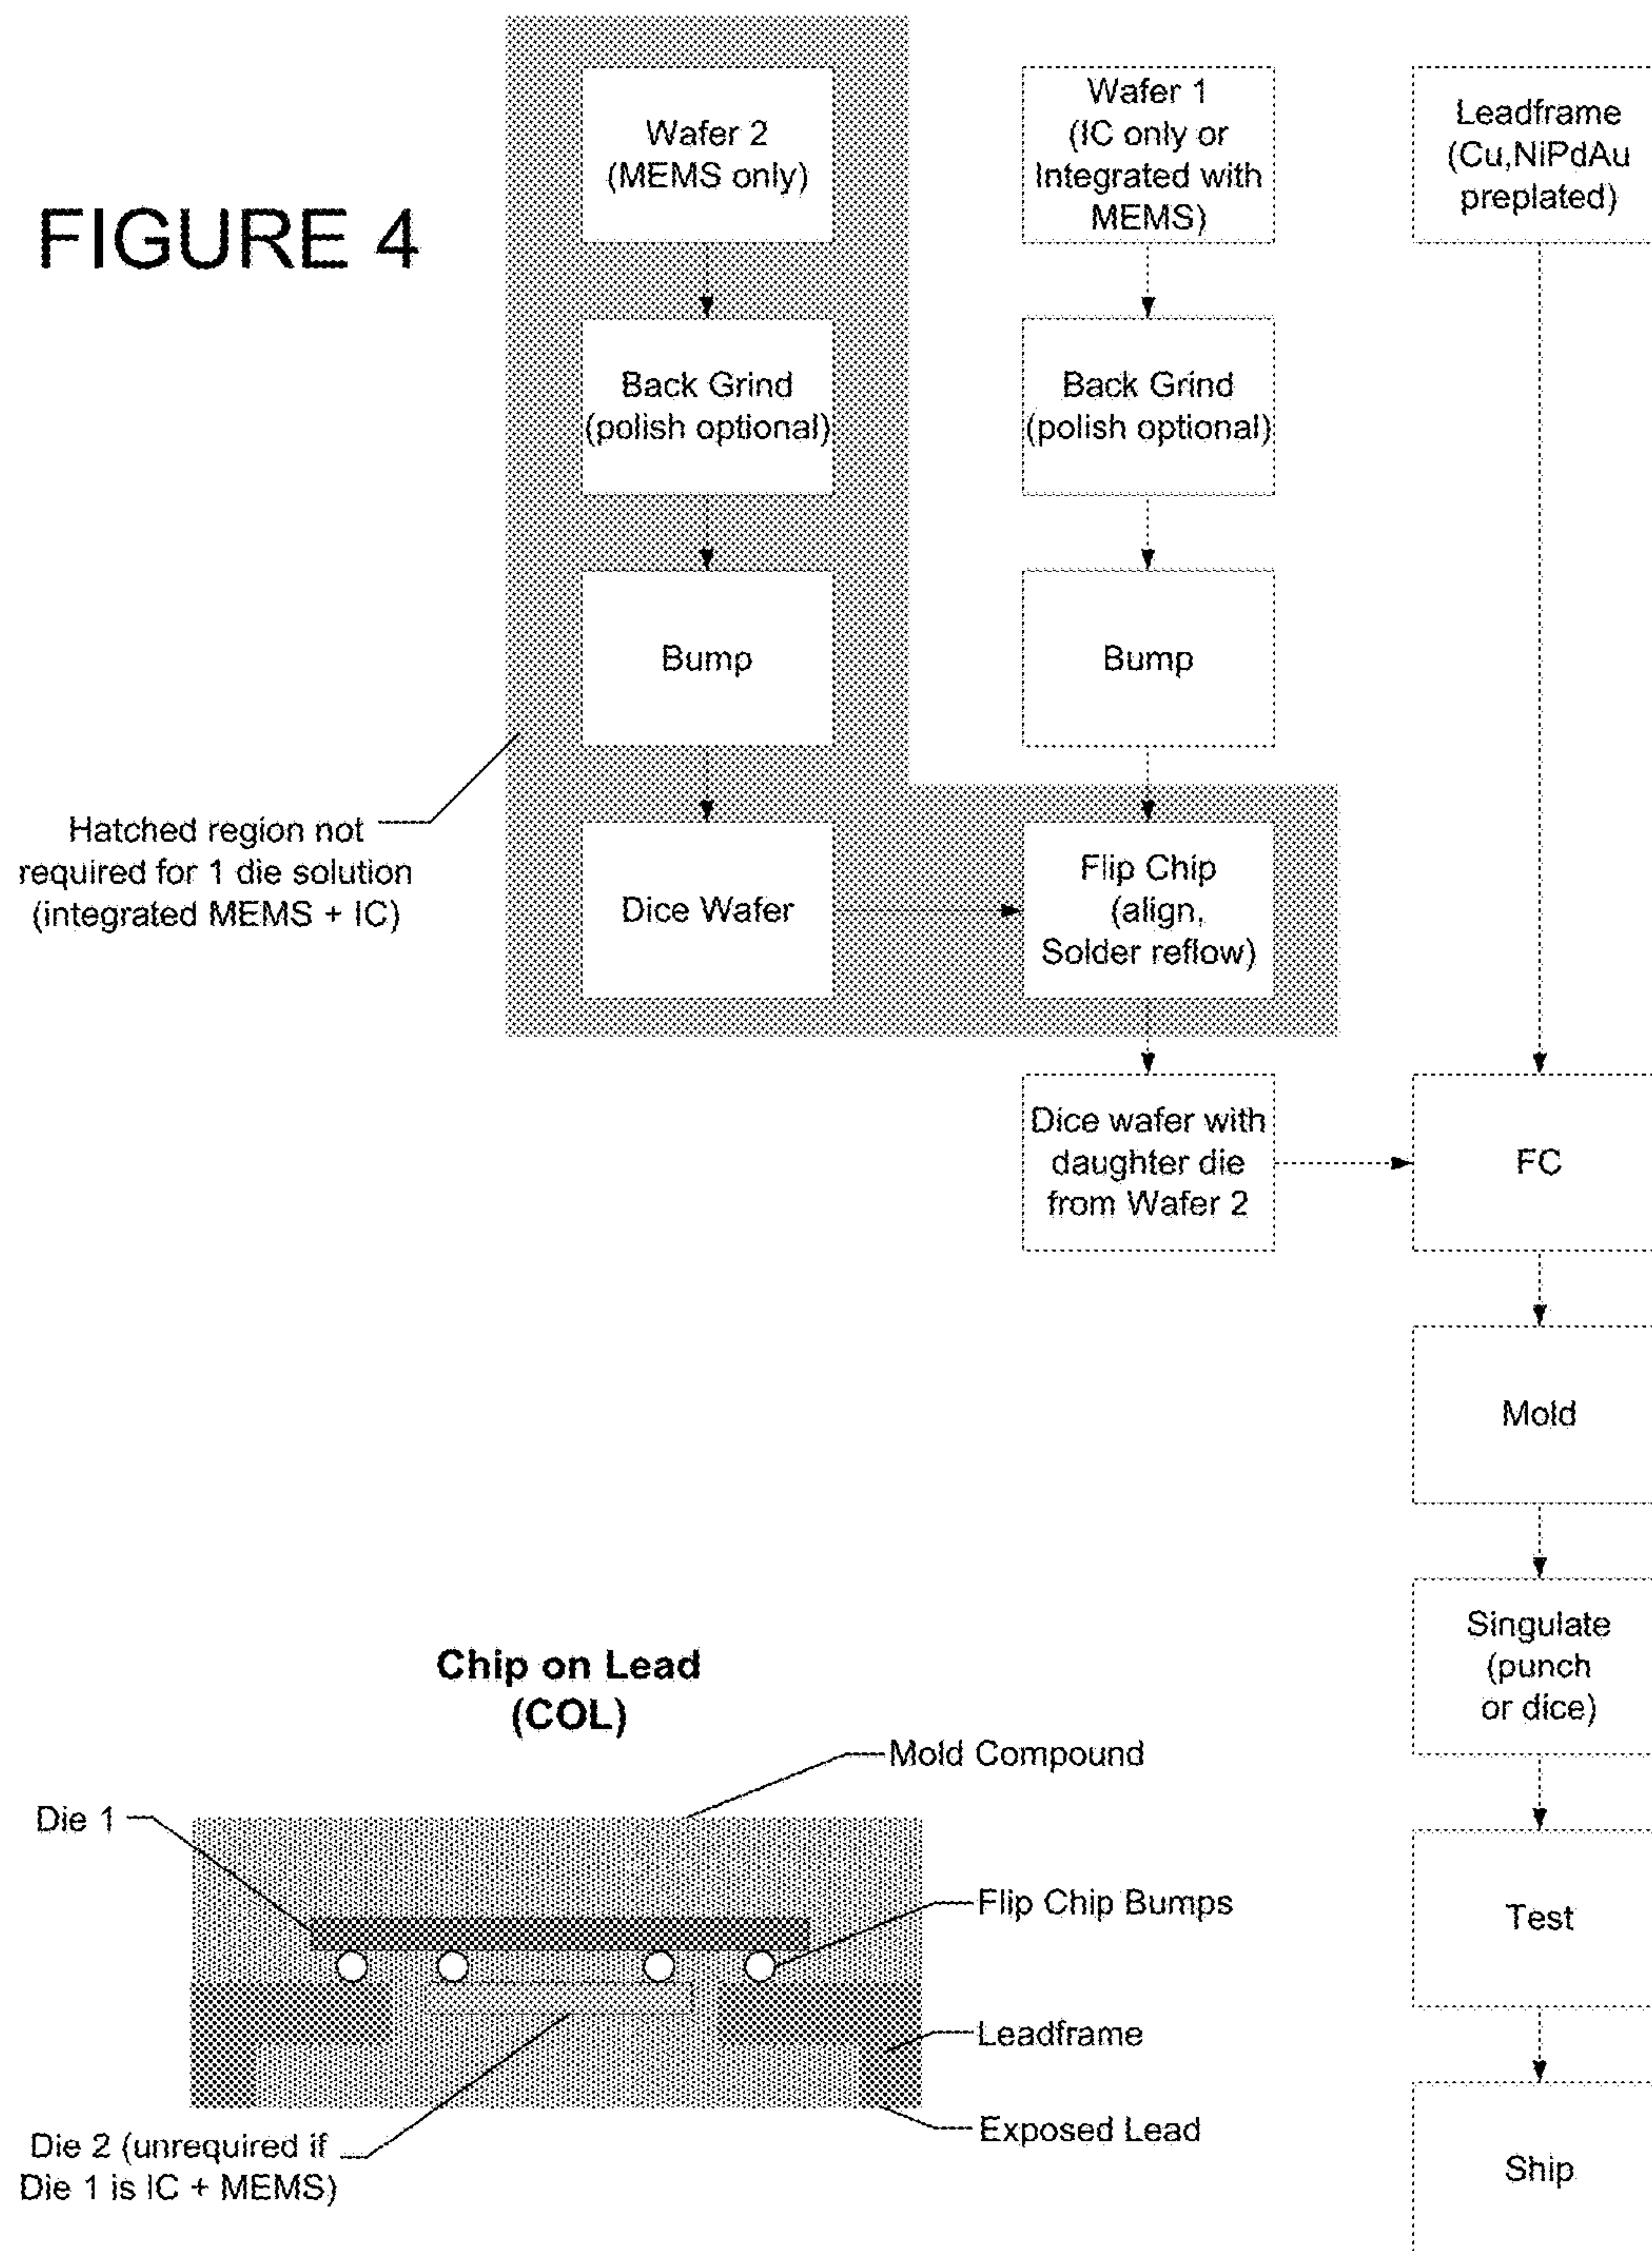 FIGURE 4
Wafer 2
(MEMS only)
Back Grind
(polish optional)
Bump
Dice Wafer
Hatched region not
required for 1 die solution
(integrated MEMS + IC)
Wafer 1
(IC only or
Integrated with
MEMS)
Back Grind
(polish optional)
Bump
Flip Chip
(align,
Solder reflow)
Dice wafer with
daughter die
from Wafer 2
Leadframe
(Cu,NiPdAu
preplated)
FC
Mold
Singulate
(punch
or dice)
Test
Ship
Chip on Lead
(COL)
Mold Compound
Die 1
Flip Chip Bumps
Leadframe
Exposed Lead
Die 2 (unrequired if
Die 1 is IC + MEMS)